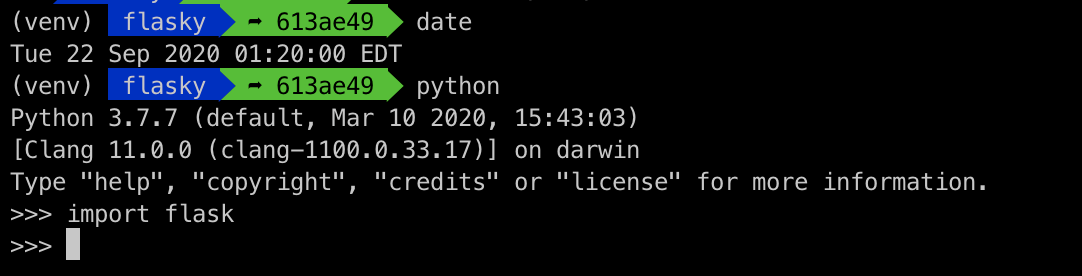 (venv) flasky ➦ 613ae49 date
Tue 22 Sep 2020 01:20:00 EDT
(venv) flasky ➦ 613ae49 python
Python 3.7.7 (default, Mar 10 2020, 15:43:03)
[Clang 11.0.0 (clang-1100.0.33.17)] on darwin
Type "help", "copyright", "credits" or "license" for more information.
>>> import flask
>>>